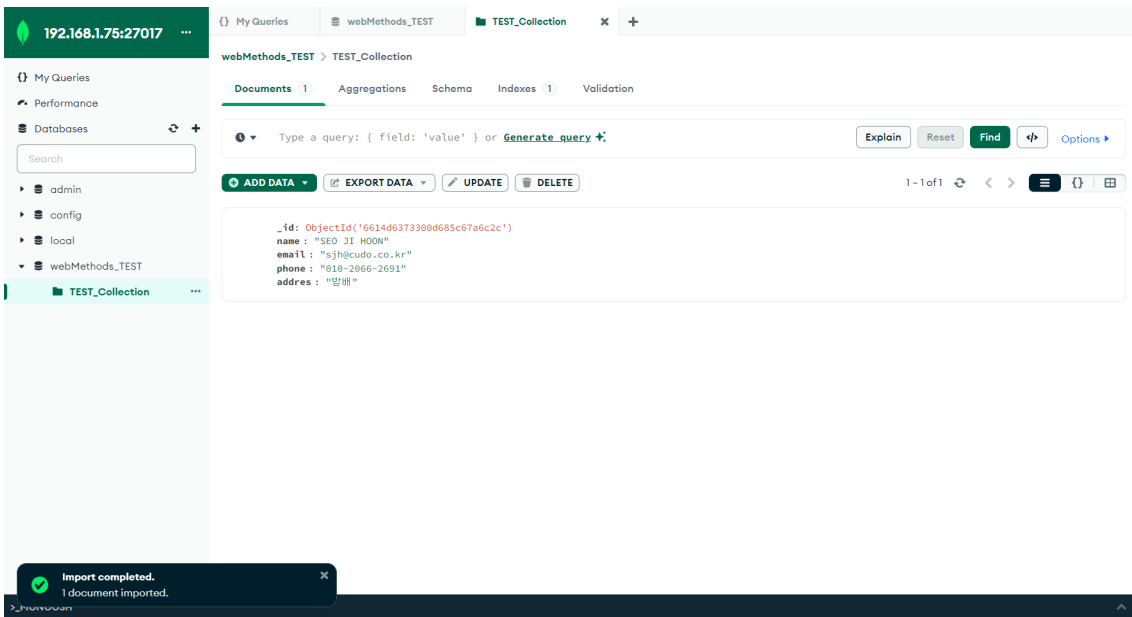 192.168.1.75:27017 ...
{} My Queries
webMethods_TEST
TEST_Collection
My Queries
Performance
Databases
Search
admin
config
local
webMethods_TEST
TEST_Collection ...
webMethods_TEST > TEST_Collection
Documents 1 Aggregations Schema Indexes 1 Validation
Type a query: { field: 'value' } or Generate query
Explain Reset Find </> Options
ADD DATA EXPORT DATA UPDATE DELETE
1 – 1 of 1 {}
_id: ObjectId('6614d6373300d685c67a6c2c')
name : "SEO JI HOON"
email : "sjh@cudo.co.kr"
phone : "010-2066-2691"
addres : "방배"
Import completed.
1 document imported.
>_MONGOSH